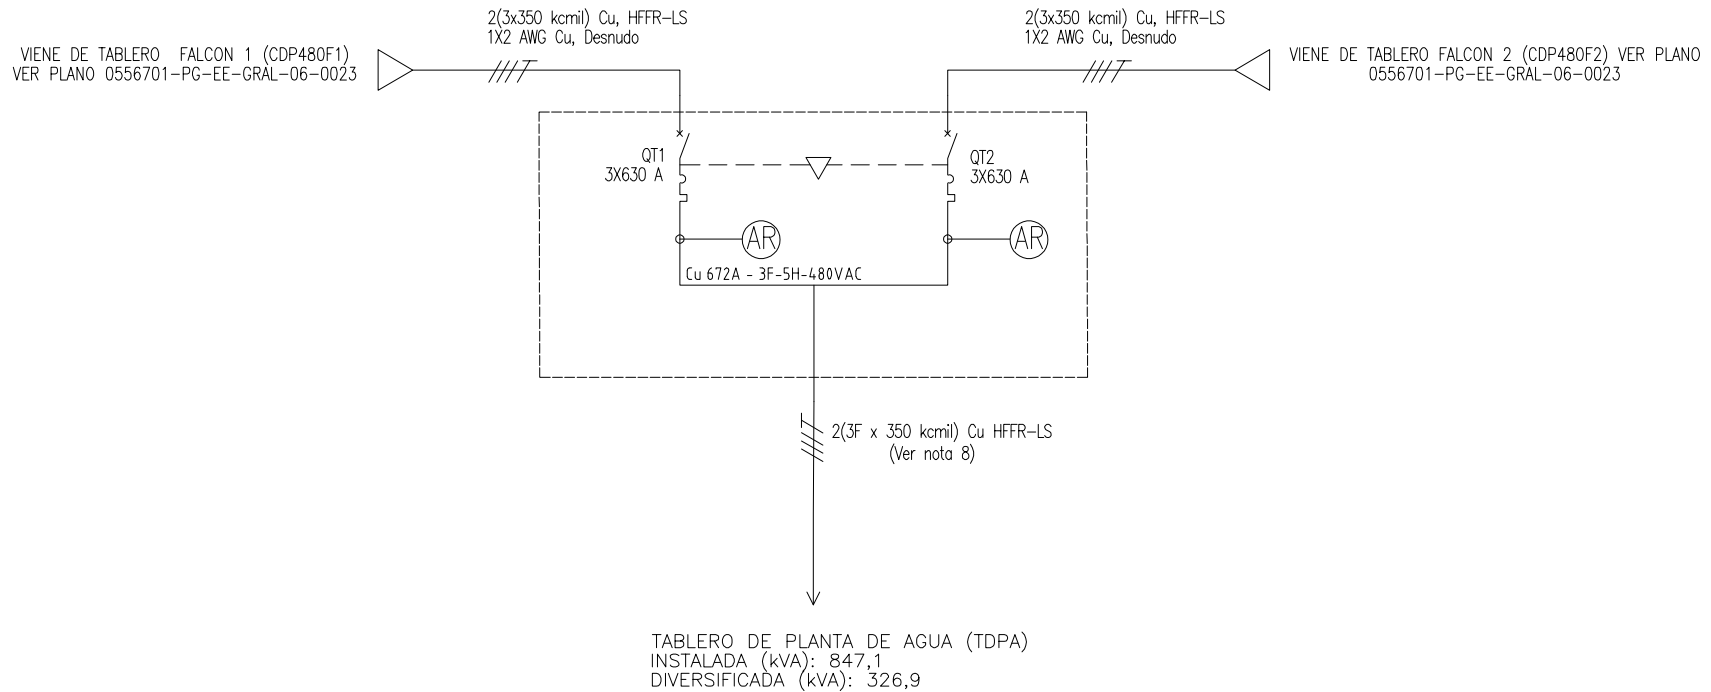 2(3x350 kcmil) Cu, HFFR-LS
1X2 AWG Cu, Desnudo
2(3x350 kcmil) Cu, HFFR-LS
1X2 AWG Cu, Desnudo
VIENE DE TABLERO FALCON 1 (CDP480F1)
VER PLANO 0556701-PG-EE-GRAL-06-0023
VIENE DE TABLERO FALCON 2 (CDP480F2) VER PLANO
0556701-PG-EE-GRAL-06-0023
QT1
3X630 A
QT2
3X630 A
AR
AR
Cu 672A - 3F-5H-480VAC
2(3F x 350 kcmil) Cu HFFR-LS
(Ver nota 8)
TABLERO DE PLANTA DE AGUA (TDPA)
INSTALADA (kVA): 847,1
DIVERSIFICADA (kVA): 326,9